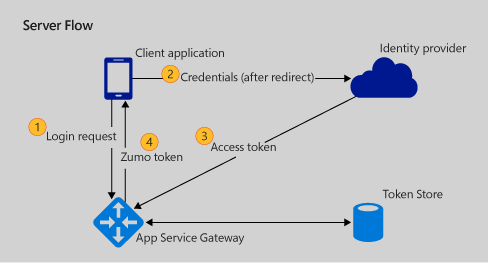 Server Flow
Client application
Identity provider
2 Credentials (after redirect)
1 Login request
4 Zumo token
3 Access token
Token Store
App Service Gateway